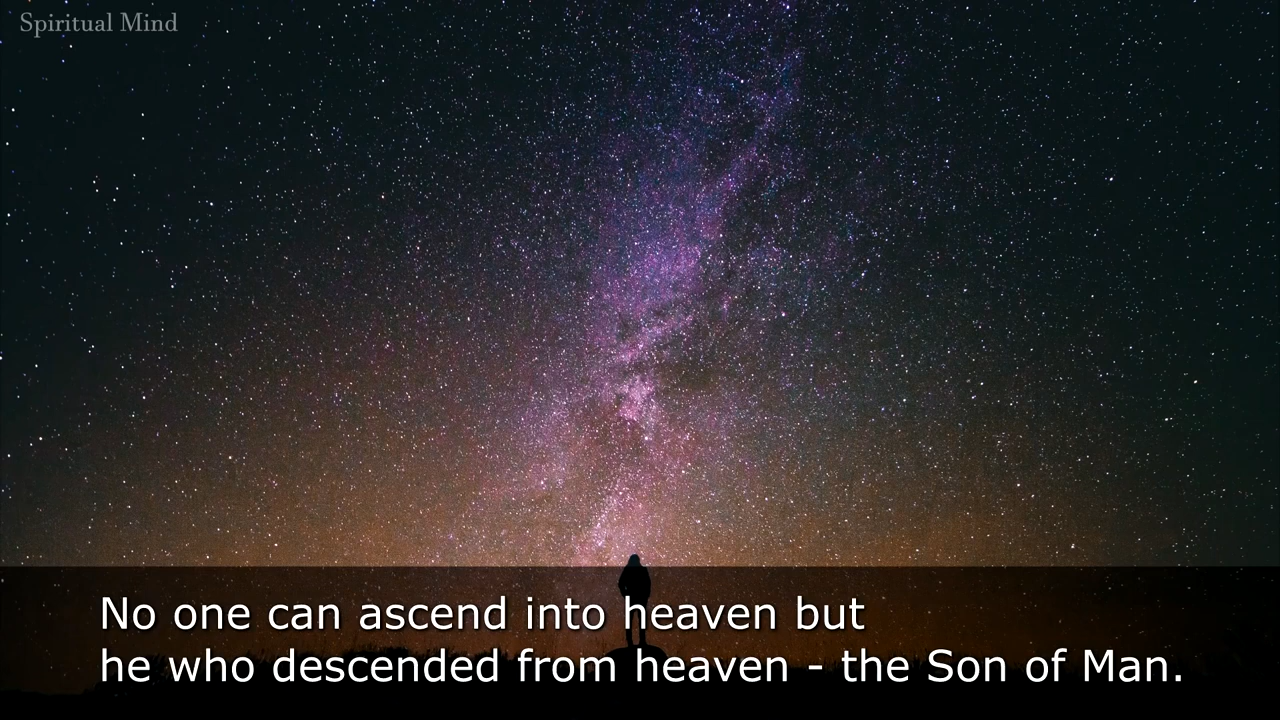 Spiritual Mind
No one can ascend into heaven but
he who descended from heaven - the Son of Man.